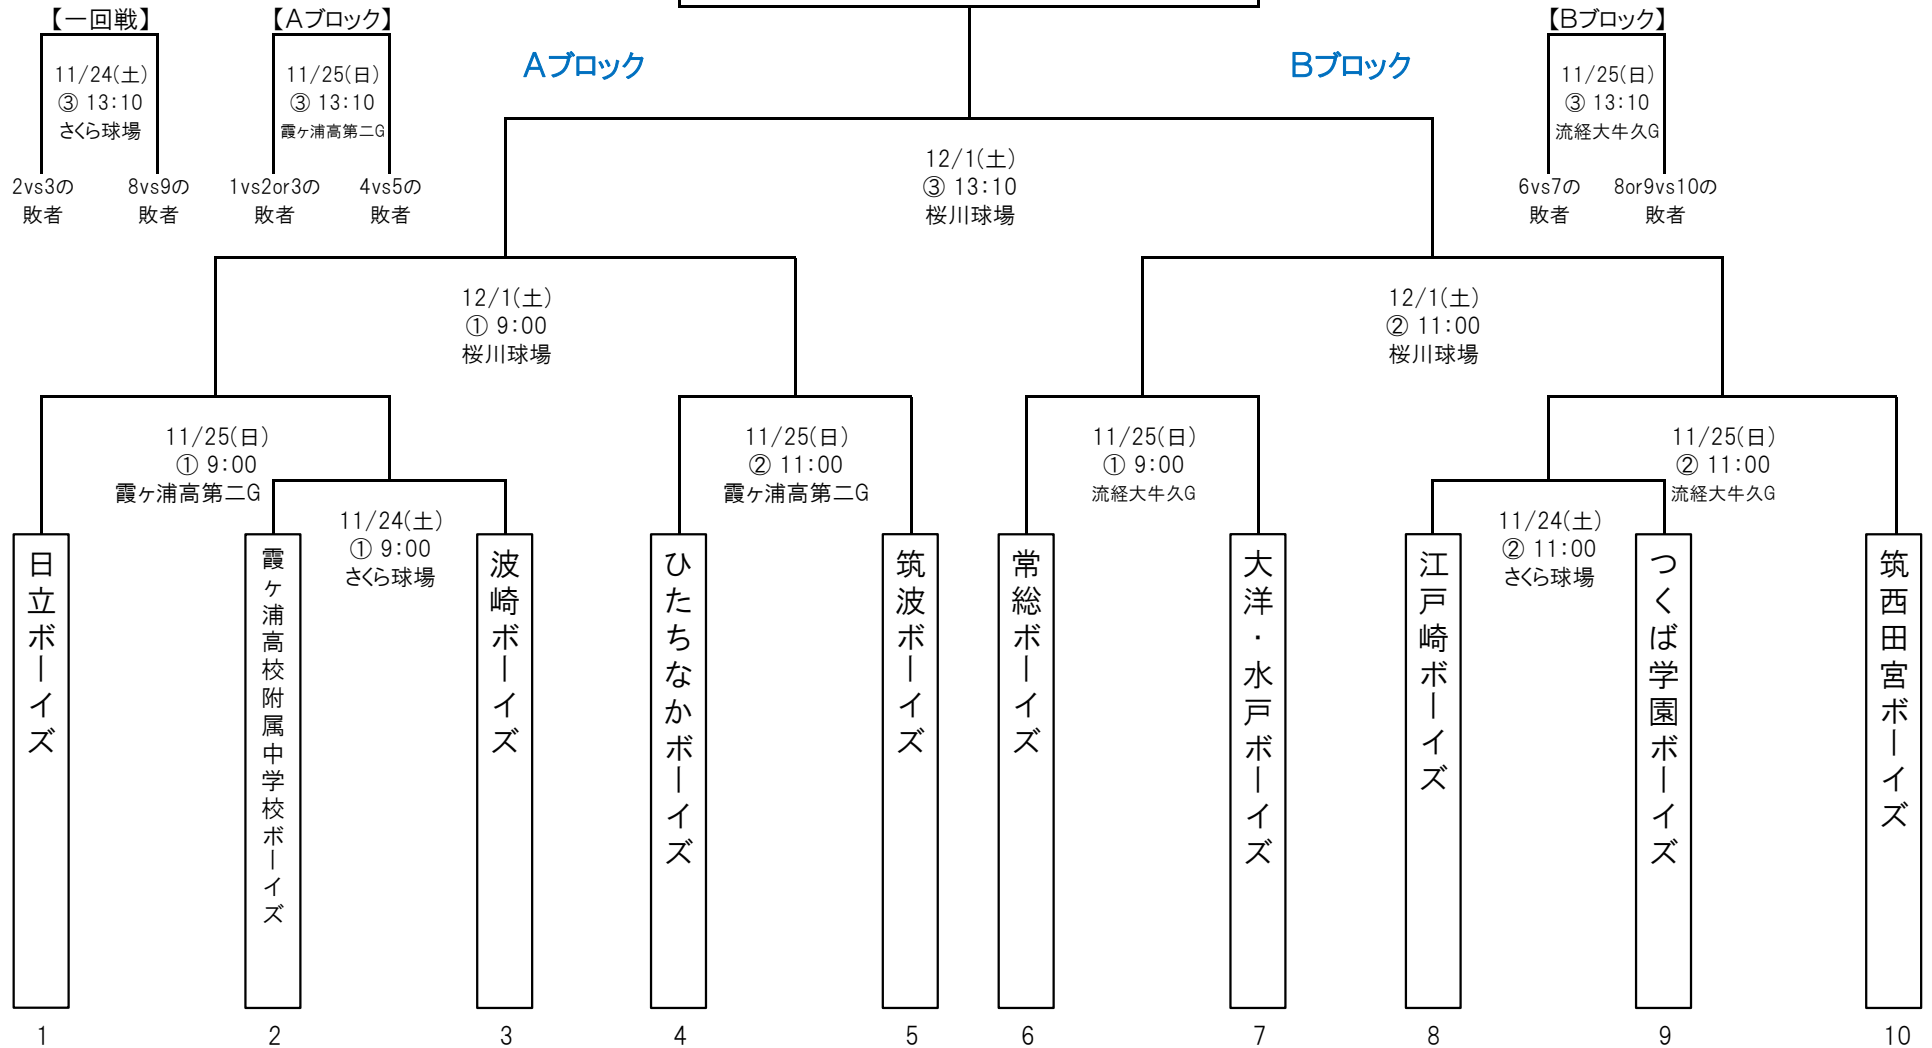 【一回戦】
【Aブロック】
【Bブロック】
11/24(土)
③ 13:10
さくら球場
11/25(日)
③ 13:10
霞ヶ浦高第二G
Aブロック
Bブロック
11/25(日)
③ 13:10
流経大牛久G
2vs3の
敗者
8vs9の
敗者
1vs2or3の
敗者
4vs5の
敗者
12/1(土)
③ 13:10
桜川球場
6vs7の
敗者
8or9vs10の
敗者
12/1(土)
① 9:00
桜川球場
12/1(土)
② 11:00
桜川球場
11/25(日)
① 9:00
霞ヶ浦高第二G
11/25(日)
② 11:00
霞ヶ浦高第二G
11/25(日)
① 9:00
流経大牛久G
11/25(日)
② 11:00
流経大牛久G
11/24(土)
① 9:00
さくら球場
11/24(土)
② 11:00
さくら球場
日立ボーイズ
霞ヶ浦高校附属中学校ボーイズ
波崎ボーイズ
ひたちなかボーイズ
筑波ボーイズ
常総ボーイズ
大洋・水戸ボーイズ
江戸崎ボーイズ
つくば学園ボーイズ
筑西田宮ボーイズ
1
2
3
4
5
6
7
8
9
10